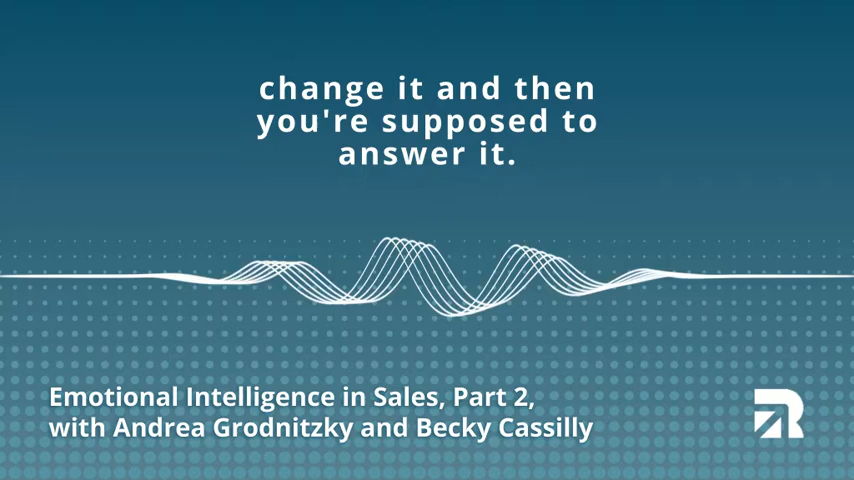 change it and then
you're supposed to
answer it.
Emotional Intelligence in Sales, Part 2,
with Andrea Grodnitzky and Becky Cassilly